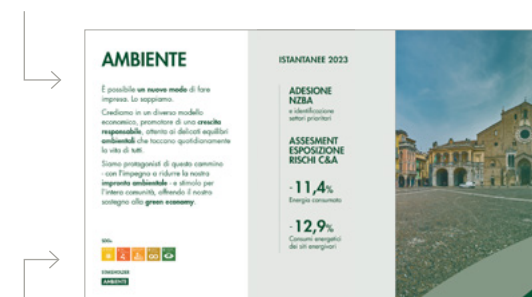 AMBIENTE
È possibile un nuovo modo di fare
impresa. Lo sappiamo.
Crediamo in un diverso modello
economico, promotore di una crescita
responsabile, attento ai delicati equilibri
ambientali che toccano quotidianamente
la vita di tutti.
Siamo protagonisti di questo cammino
- con l'impegno a ridurre la nostra
impronta ambientale - e stimolo per
l'intera comunità, offrendo il nostro
sostegno alla green economy.
SDGs
STAKEHOLDER
AMBIENTE
ISTANTANEE 2023
ADESIONE
NZBA
e identificazione
settori prioritari
ASSESMENT
ESPOSIZIONE
RISCHI C&A
-11,4%
Energia consumata
-12,9%
Consumi energetici
dei siti energivori